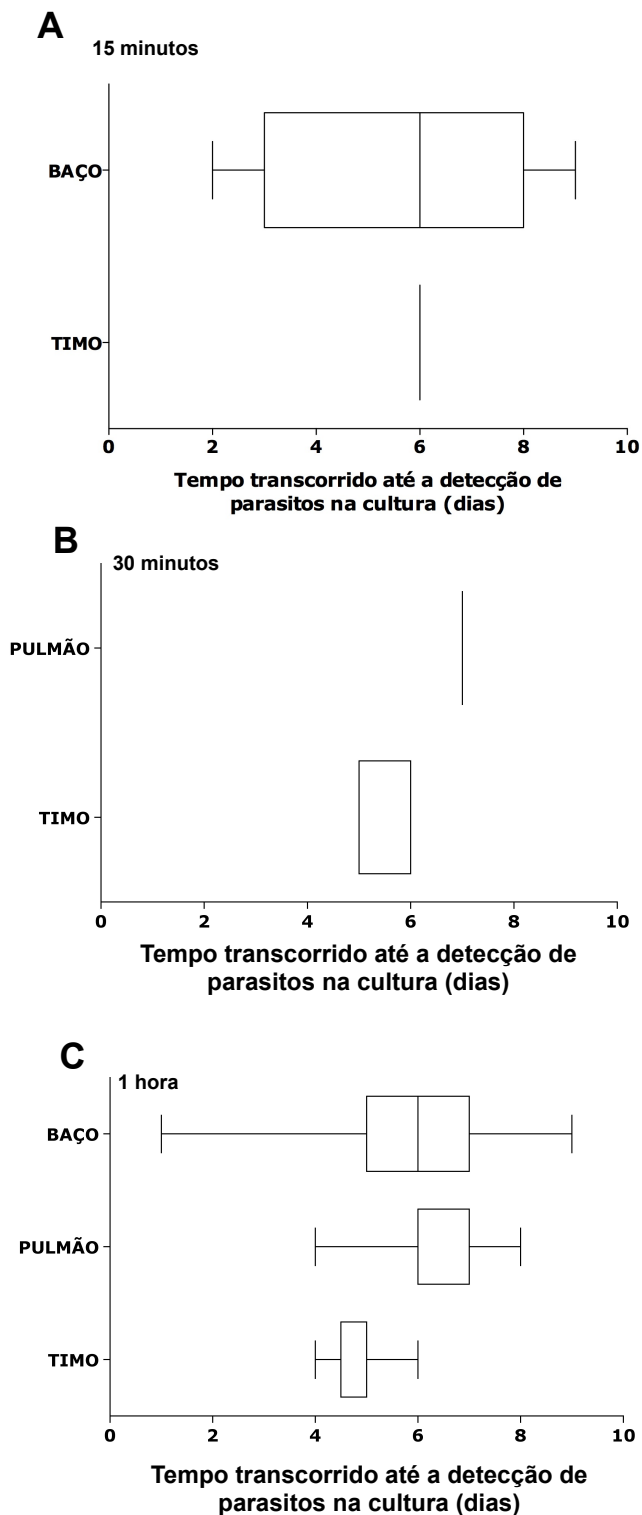 A
15 minutos
BAÇO
TIMO
0 2 4 6 8 10
Tempo transcorrido até a detecção de
parasitos na cultura (dias)
B
30 minutos
PULMÃO
TIMO
0 2 4 6 8 10
Tempo transcorrido até a detecção de
parasitos na cultura (dias)
C
1 hora
BAÇO
PULMÃO
TIMO
0 2 4 6 8 10
Tempo transcorrido até a detecção de
parasitos na cultura (dias)